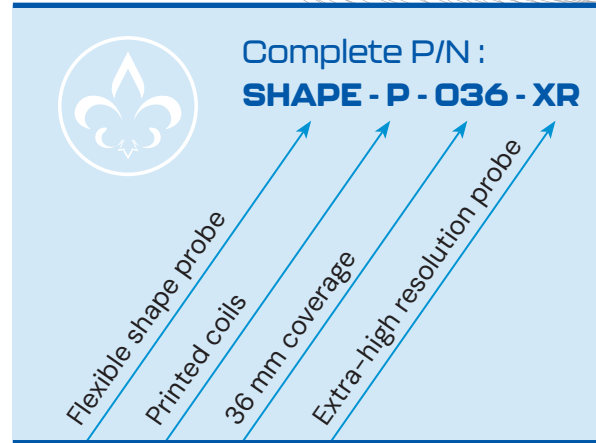 Complete P/N :
SHAPE - P - 036 - XR
Flexible shape probe
Printed coils
36 mm coverage
Extra-high resolution probe